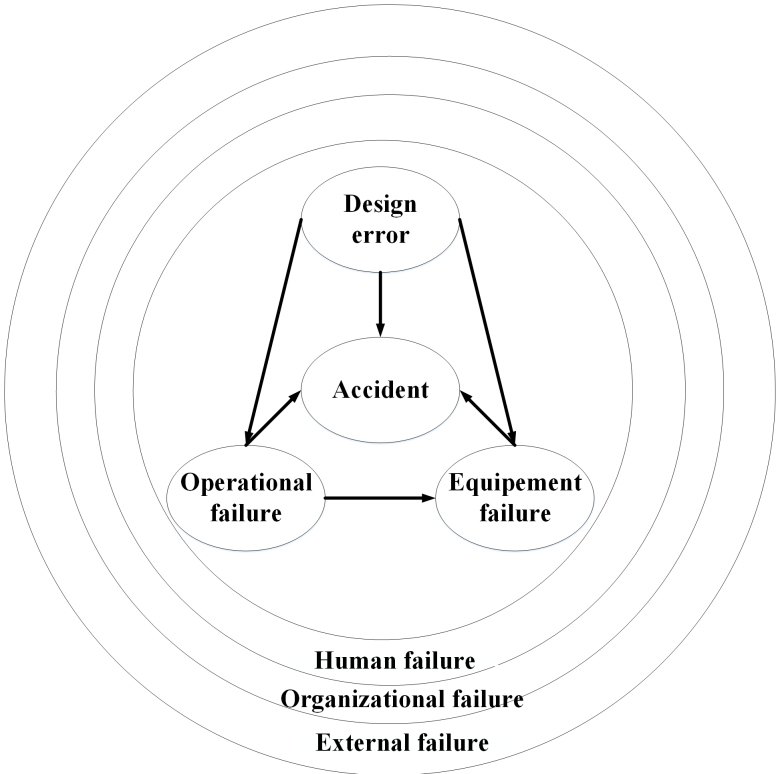 Design
error
Accident
Operational
failure
Equipement
failure
Human failure
Organizational failure
External failure